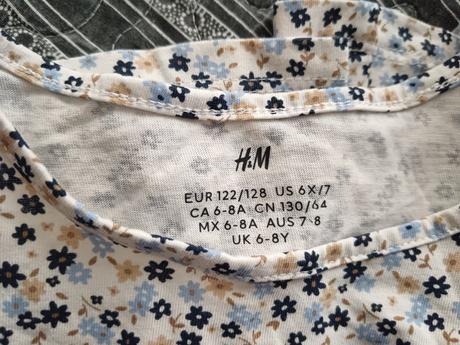 H&M
EUR 122/128 US 6X/7
CA 6-8A CN 130/64
MX 6-8A AUS 7-8
UK 6-8Y